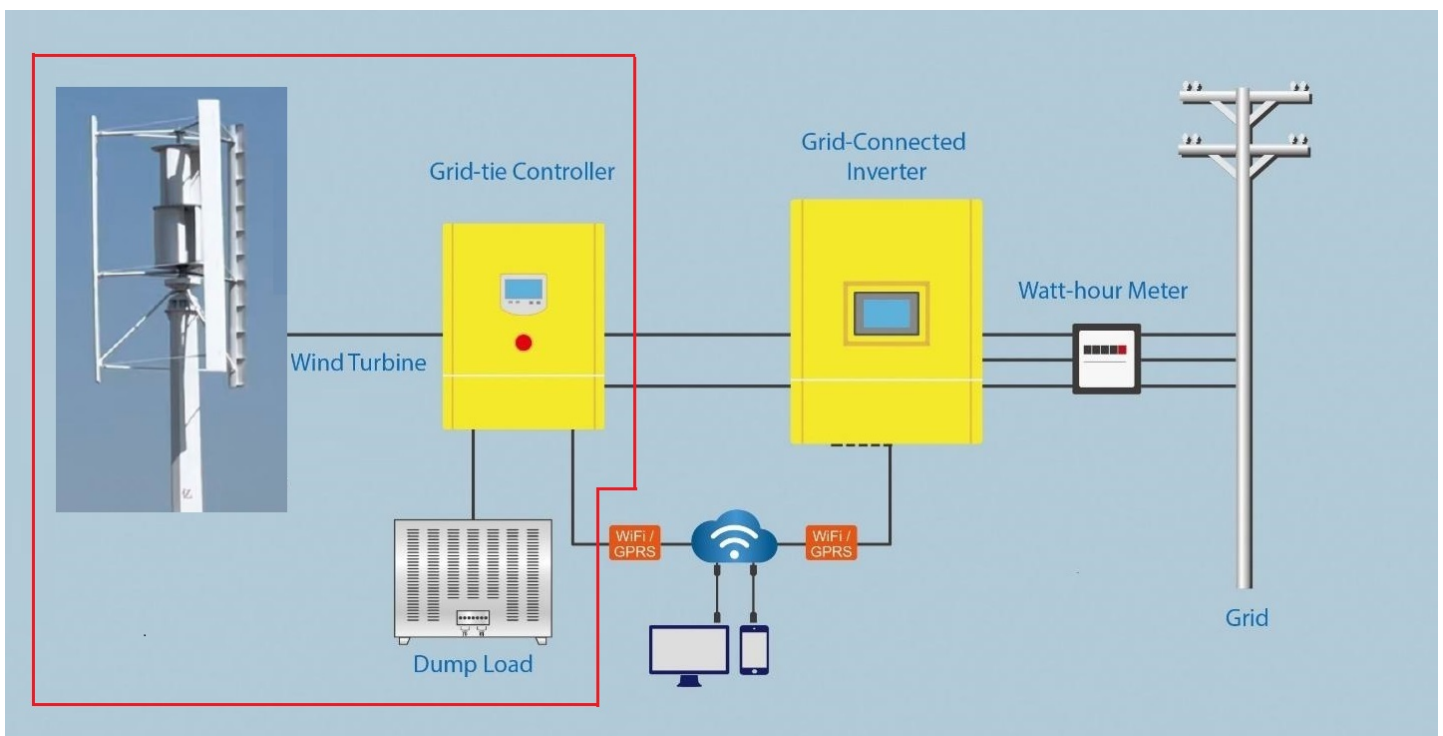 Grid-tie Controller
Grid-Connected
Inverter
Watt-hour Meter
Wind Turbine
WiFi /
GPRS
WiFi /
GPRS
Dump Load
Grid